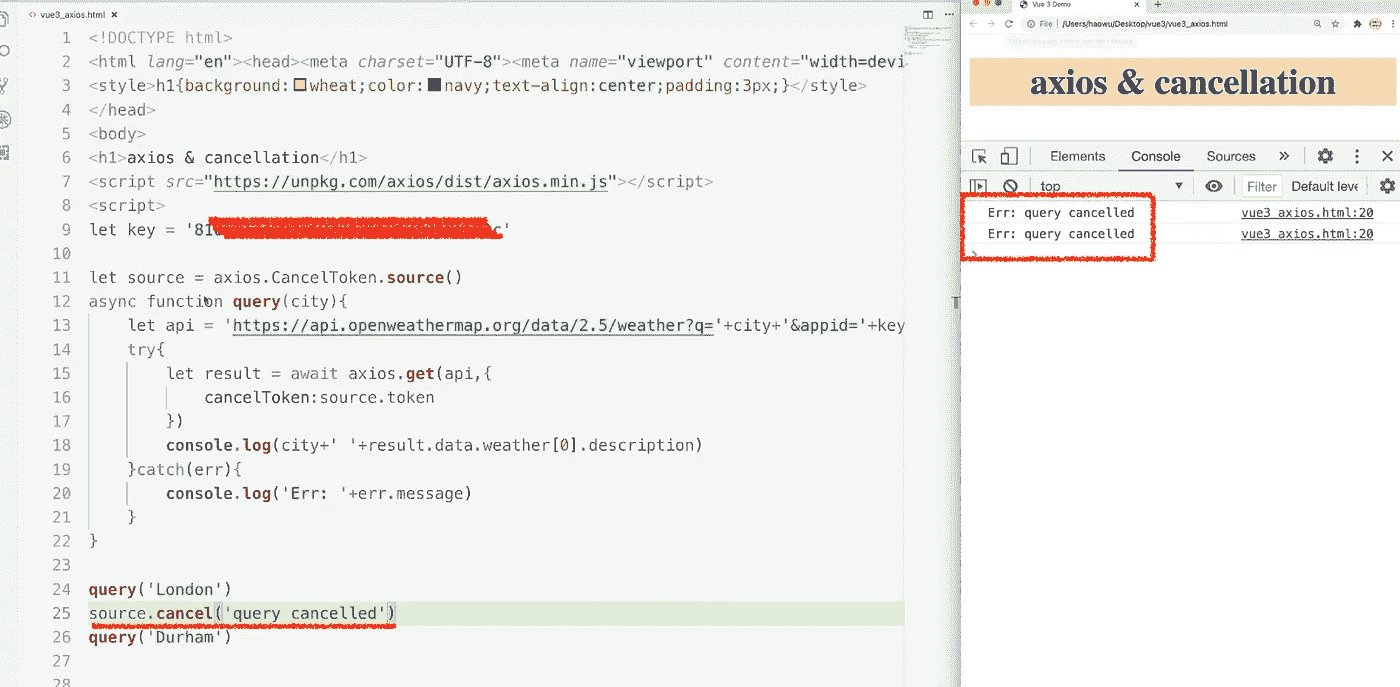 vue3_axios.html
1 <!DOCTYPE html>
2 <html lang="en"><head><meta charset="UTF-8"><meta name="viewport" content="width=devi
3 <style>h1{background:wheat;color:navy;text-align:center;padding:3px;}</style>
4 </head>
5 <body>
6 <h1>axios & cancellation</h1>
7 <script src="https://unpkg.com/axios/dist/axios.min.js"></script>
8 <script>
9 let key = '81 c'
10
11 let source = axios.CancelToken.source()
12 async function query(city){
13 let api = 'https://api.openweathermap.org/data/2.5/weather?q='+city+'&appid='+key
14 try{
15 let result = await axios.get(api,{
16 cancelToken:source.token
17 })
18 console.log(city+' '+result.data.weather[0].description)
19 }catch(err){
20 console.log('Err: '+err.message)
21 }
22 }
23
24 query('London')
25 source.cancel('query cancelled')
26 query('Durham')
27
28
Vue 3 Demo
File /Users/haowu/Desktop/vue3/vue3_axios.html
axios & cancellation
Elements Console Sources »
top Filter Default leve
Err: query cancelled vue3_axios.html:20
Err: query cancelled vue3_axios.html:20